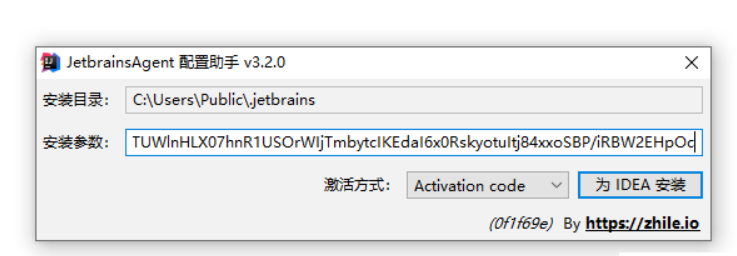 JetbrainsAgent 配置助手 v3.2.0
安装目录: C:\Users\Public\.jetbrains
安装参数: TUWlnHLX07hnR1USOrWIjTmbytcIKEdaI6x0RskyotuItj84xxoSBP/iRBW2EHpOc
激活方式: Activation code 为 IDEA 安装
(0f1f69e) By https://zhile.io